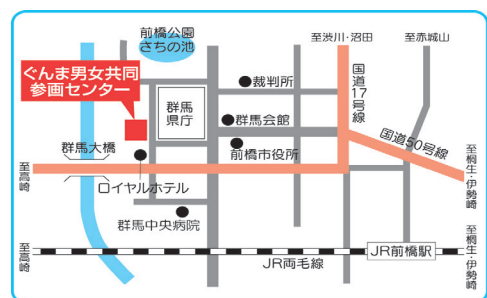 前橋公園
さちの池
至渋川・沼田
至赤城山
ぐんま男女共同
参画センター
裁判所
国道17号線
群馬
県庁
群馬会館
群馬大橋
前橋市役所
国道50号線
至高崎
至桐生・伊勢崎
ロイヤルホテル
群馬中央病院
至高崎
JR前橋駅
JR両毛線
至桐生・伊勢崎